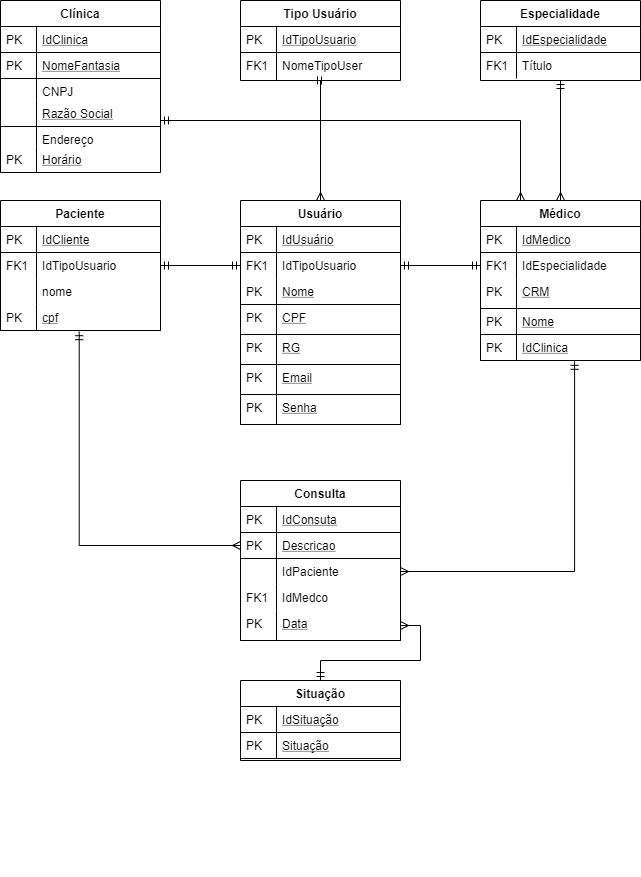 Clínica
PK IdClinica
PK NomeFantasia
CNPJ
Razão Social
Endereço
PK Horário
Tipo Usuário
PK IdTipoUsuario
FK1 NomeTipoUser
Especialidade
PK IdEspecialidade
FK1 Título
Paciente
PK IdCliente
FK1 IdTipoUsuario
nome
PK cpf
Usuário
PK IdUsuário
FK1 IdTipoUsuario
PK Nome
PK CPF
PK RG
PK Email
PK Senha
Médico
PK IdMedico
FK1 IdEspecialidade
PK CRM
PK Nome
PK IdClinica
Consulta
PK IdConsuta
PK Descricao
IdPaciente
FK1 IdMedco
PK Data
Situação
PK IdSituação
PK Situação